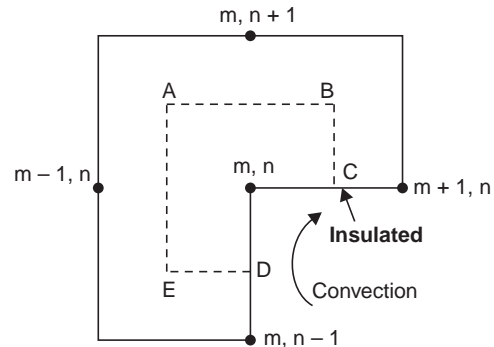 m, n + 1
A
B
m, n
C
m – 1, n
m + 1, n
Insulated
D
E
Convection
m, n – 1